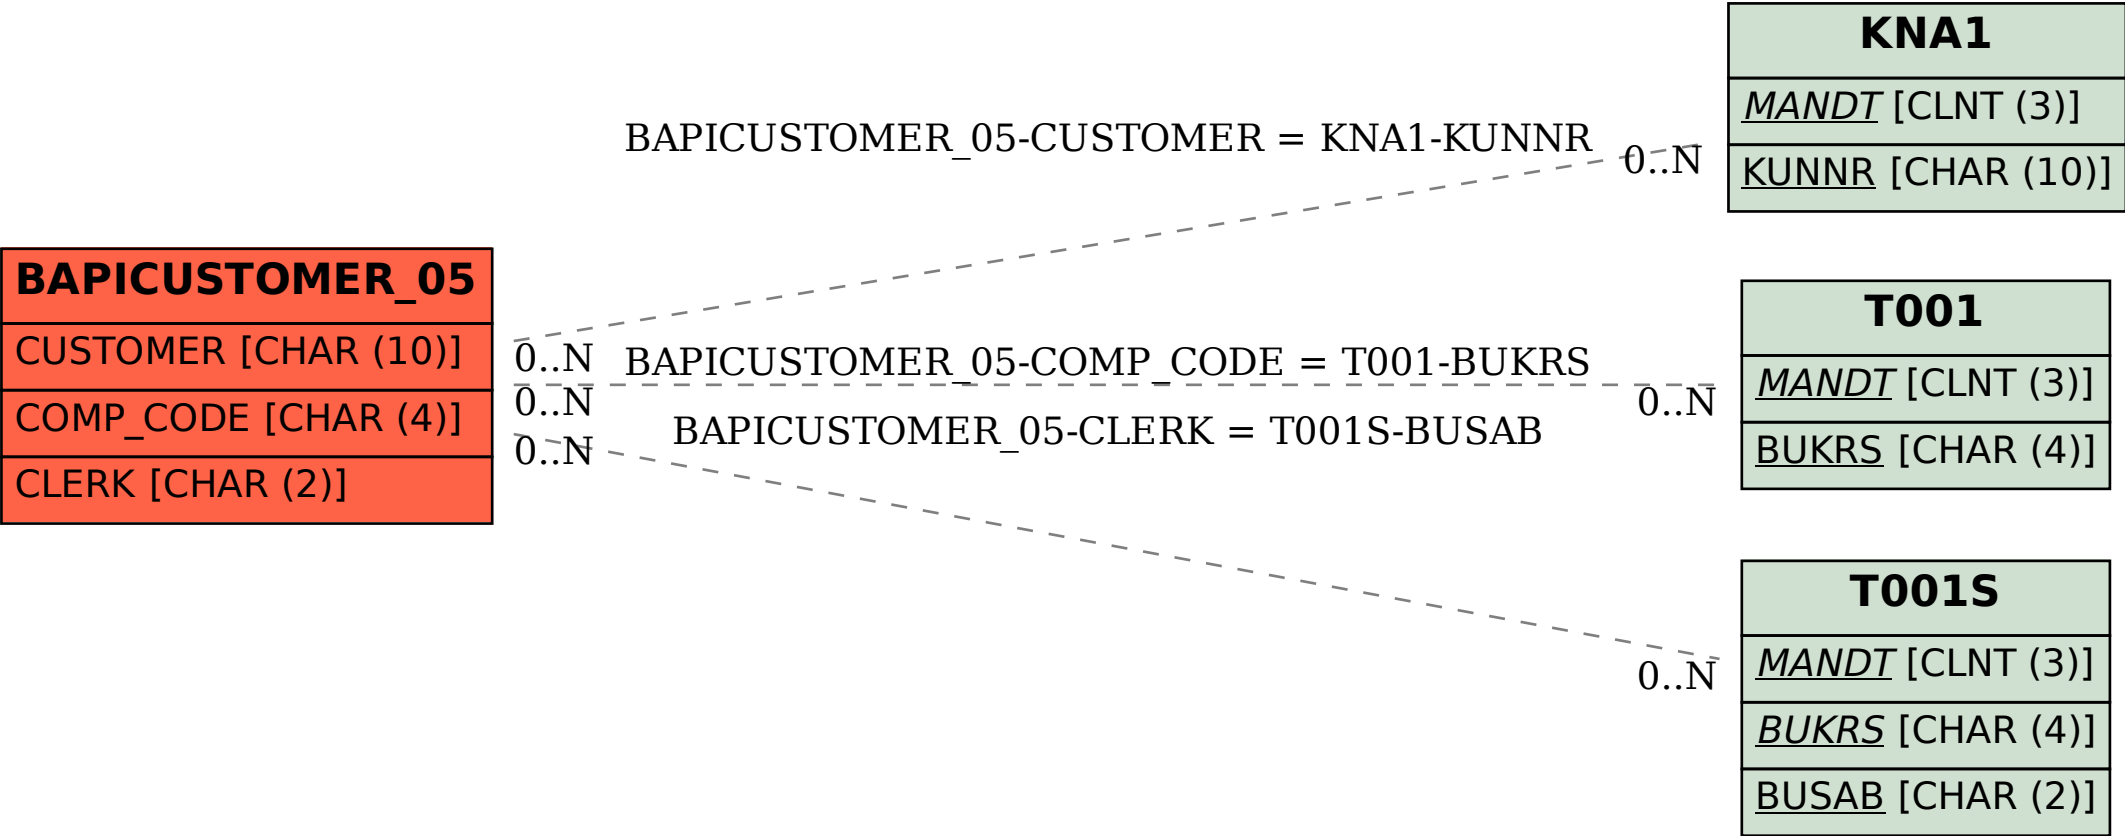 KNA1
MANDT [CLNT (3)]
KUNNR [CHAR (10)]
BAPICUSTOMER_05-CUSTOMER = KNA1-KUNNR
0..N
BAPICUSTOMER_05
CUSTOMER [CHAR (10)]
COMP_CODE [CHAR (4)]
CLERK [CHAR (2)]
0..N
BAPICUSTOMER_05-COMP_CODE = T001-BUKRS
0..N
0..N
BAPICUSTOMER_05-CLERK = T001S-BUSAB
0..N
T001
MANDT [CLNT (3)]
BUKRS [CHAR (4)]
0..N
T001S
MANDT [CLNT (3)]
BUKRS [CHAR (4)]
BUSAB [CHAR (2)]